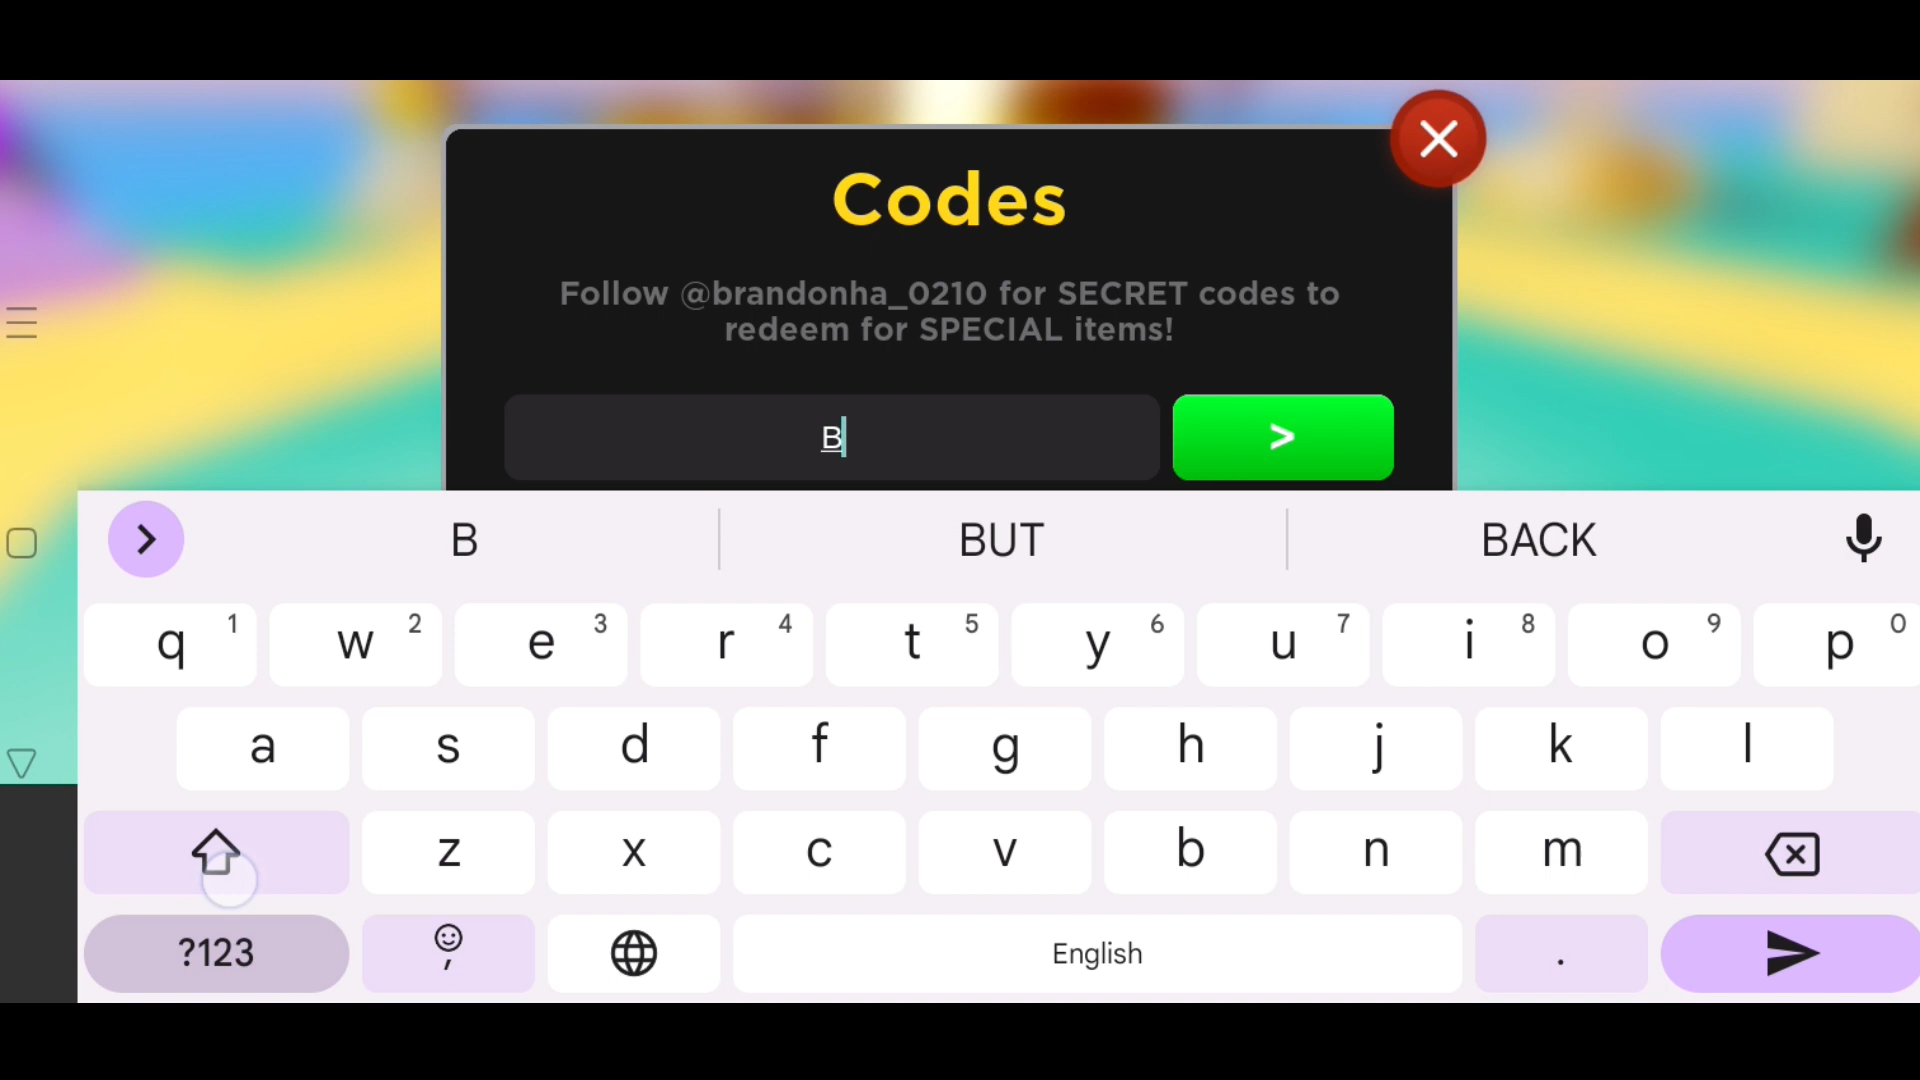 Codes
Follow @brandonha_0210 for SECRET codes to
redeem for SPECIAL items!
B
>
B BUT BACK
q 1 w 2 e 3 r 4 t 5 y 6 u 7 i 8 o 9 p 0
a s d f g h j k l
z x c v b n m
?123 , English .